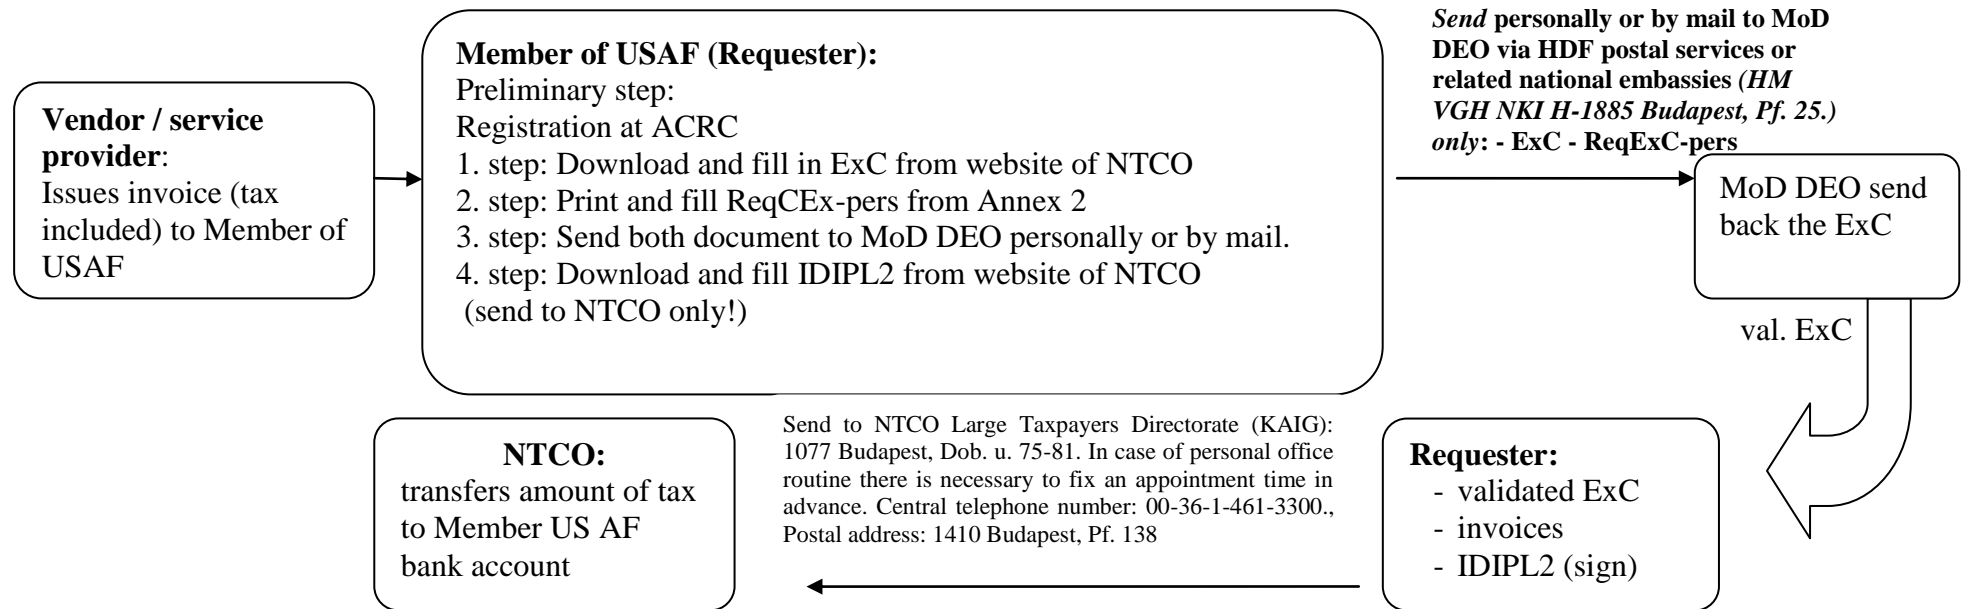 Vendor / service
provider:
Issues invoice (tax
included) to Member of
USAF
Member of USAF (Requester):
Preliminary step:
Registration at ACRC
1. step: Download and fill in ExC from website of NTCO
2. step: Print and fill ReqCEx-pers from Annex 2
3. step: Send both document to MoD DEO personally or by mail.
4. step: Download and fill IDIPL2 from website of NTCO
(send to NTCO only!)
Send personally or by mail to MoD
DEO via HDF postal services or
related national embassies (HM
VGH NKI H-1885 Budapest, Pf. 25.)
only: - ExC - ReqExC-pers
MoD DEO send
back the ExC
val. ExC
Requester:
- validated ExC
- invoices
- IDIPL2 (sign)
Send to NTCO Large Taxpayers Directorate (KAIG):
1077 Budapest, Dob. u. 75-81. In case of personal office
routine there is necessary to fix an appointment time in
advance. Central telephone number: 00-36-1-461-3300.,
Postal address: 1410 Budapest, Pf. 138
NTCO:
transfers amount of tax
to Member US AF
bank account